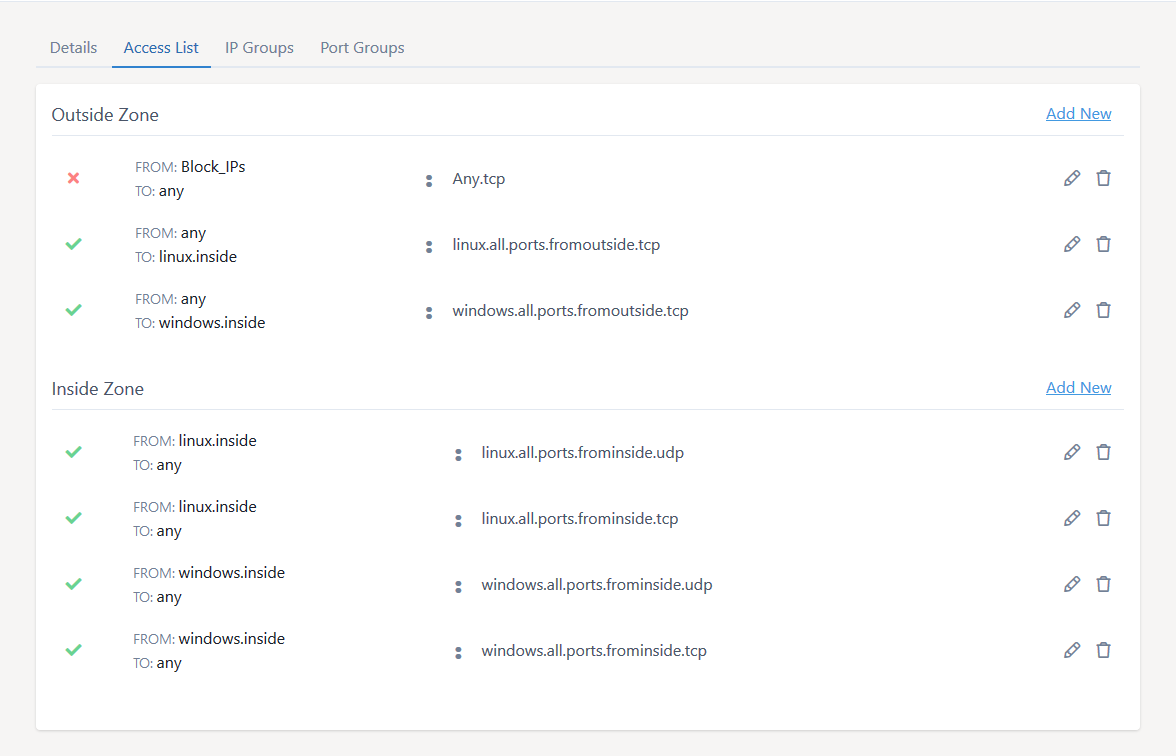 Details Access List IP Groups Port Groups
Outside Zone Add New
FROM: Block_IPs
TO: any
Any.tcp
FROM: any
TO: linux.inside
linux.all.ports.fromoutside.tcp
FROM: any
TO: windows.inside
windows.all.ports.fromoutside.tcp
Inside Zone Add New
FROM: linux.inside
TO: any
linux.all.ports.frominside.udp
FROM: linux.inside
TO: any
linux.all.ports.frominside.tcp
FROM: windows.inside
TO: any
windows.all.ports.frominside.udp
FROM: windows.inside
TO: any
windows.all.ports.frominside.tcp